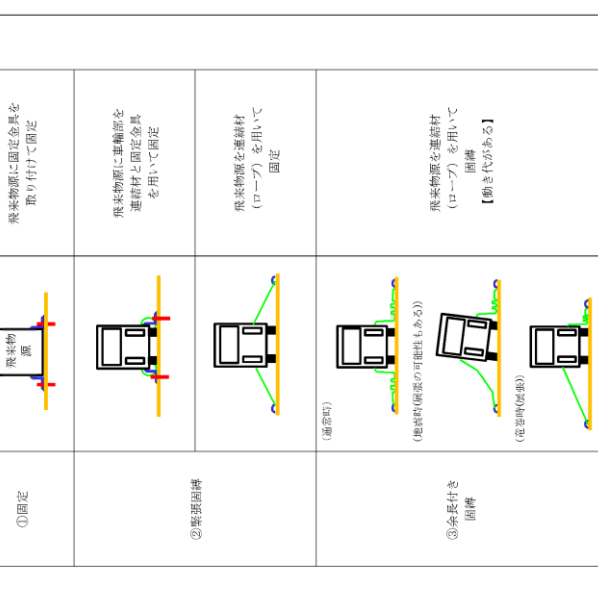 ①固定
飛来物源に固定金具を
取り付けて固定
飛来物
源
②緊張固縛
飛来物源に車輪部を
連結材と固定金具
を用いて固定
飛来物源を連結材
(ロープ)を用いて
固定
③余長付き
固縛
飛来物源を連結材
(ロープ)を用いて
固縛
【動き代がある】
(通常時)
(地震時(展張の可能性もある))
(竜巻時(展張))